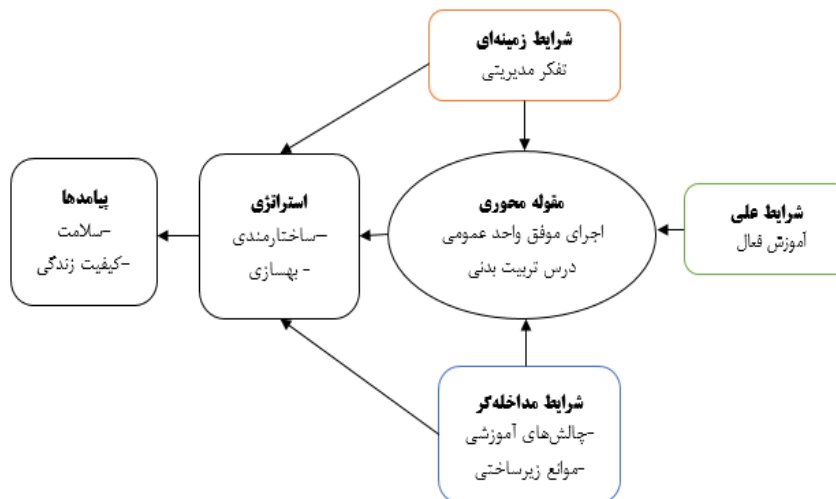 شرایط زمینه‌ای
تفکر مدیریتی
شرایط علی
آموزش فعال
مقوله محوری
اجرای موفق واحد عمومی
درس تربیت بدنی
استراتژی
-ساختارمندی
- بهسازی
پیامدها
-سلامت
-کیفیت زندگی
شرایط مداخله‌گر
-چالش‌های آموزشی
-موانع زیرساختی